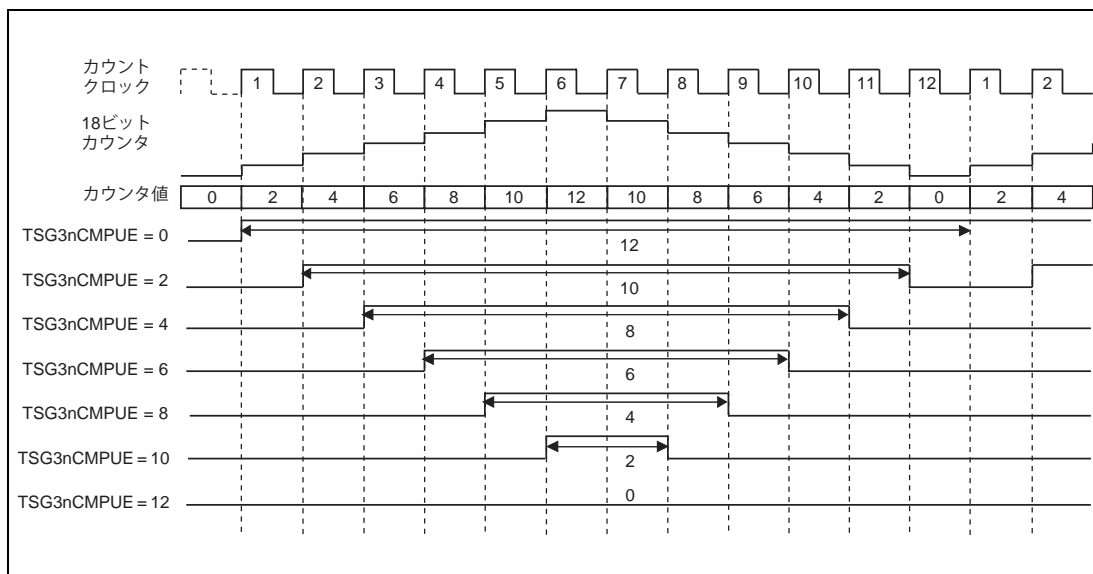 カウント
クロック
1 2 3 4 5 6 7 8 9 10 11 12 1 2
18ビット
カウンタ
カウンタ値 0 2 4 6 8 10 12 10 8 6 4 2 0 2 4
TSG3nCMPUE = 0
12
TSG3nCMPUE = 2
10
TSG3nCMPUE = 4
8
TSG3nCMPUE = 6
6
TSG3nCMPUE = 8
4
TSG3nCMPUE = 10
2
TSG3nCMPUE = 12
0